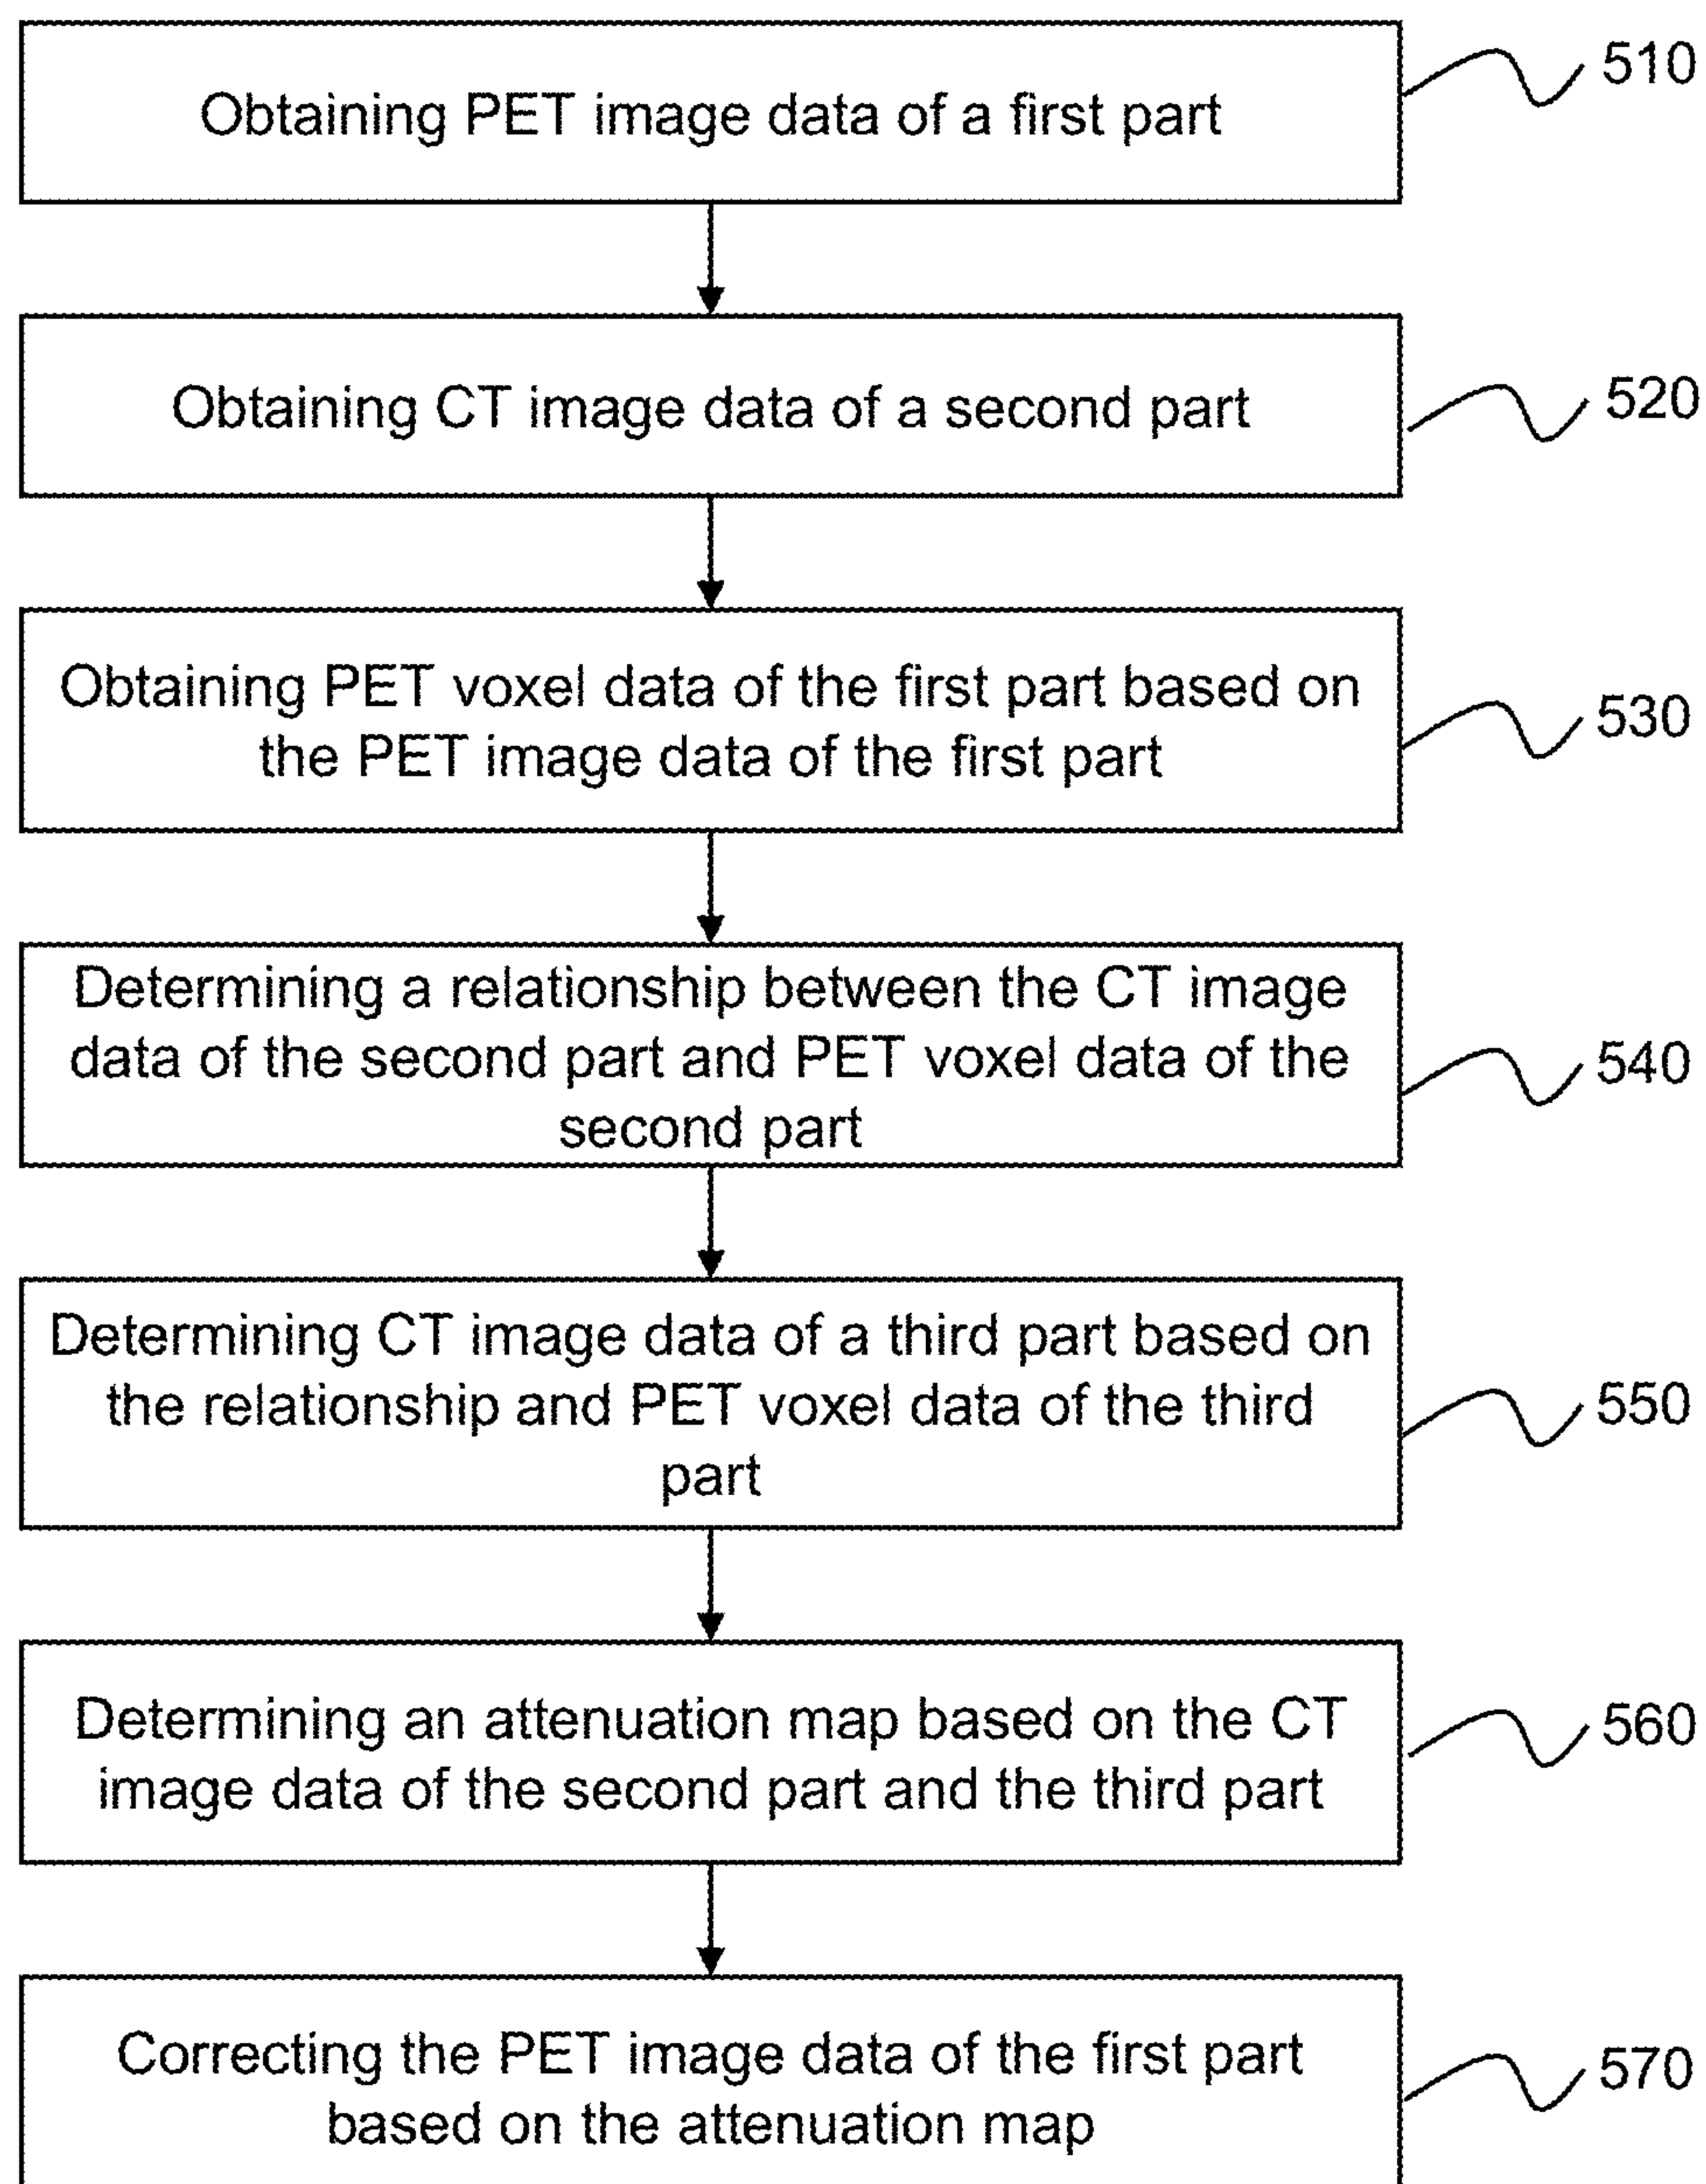 Obtaining PET image data of a first part
510
Obtaining CT image data of a second part
520
Obtaining PET voxel data of the first part based on
the PET image data of the first part
530
Determining a relationship between the CT image
data of the second part and PET voxel data of the
second part
540
Determining CT image data of a third part based on
the relationship and PET voxel data of the third
part
550
Determining an attenuation map based on the CT
image data of the second part and the third part
560
Correcting the PET image data of the first part
based on the attenuation map
570